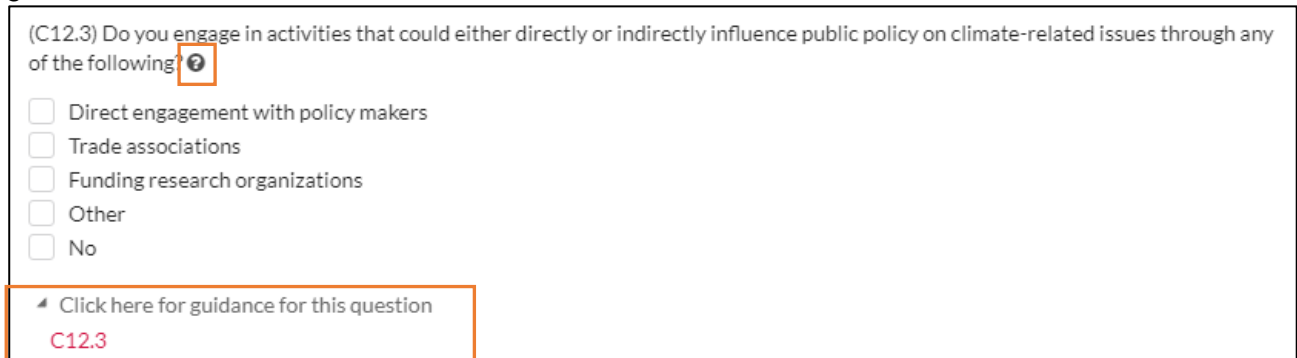 (C12.3) Do you engage in activities that could either directly or indirectly influence public policy on climate-related issues through any
of the following?
Direct engagement with policy makers
Trade associations
Funding research organizations
Other
No
Click here for guidance for this question
C12.3